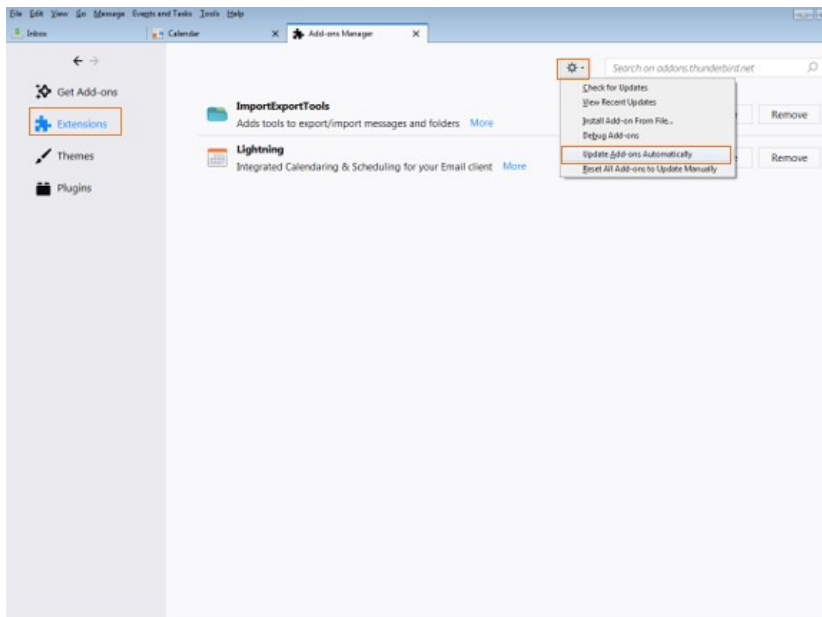 File Edit View Go Message Events and Tasks Tools Help
Inbox Calendar Add-ons Manager
Get Add-ons
Extensions
Themes
Plugins
Search on addons.thunderbird.net
Check for Updates
View Recent Updates
Install Add-on From File...
Debug Add-ons
Update Add-ons Automatically
Reset All Add-ons to Update Manually
ImportExportTools
Adds tools to export/import messages and folders More
Remove
Lightning
Integrated Calendaring & Scheduling for your Email client More
Remove